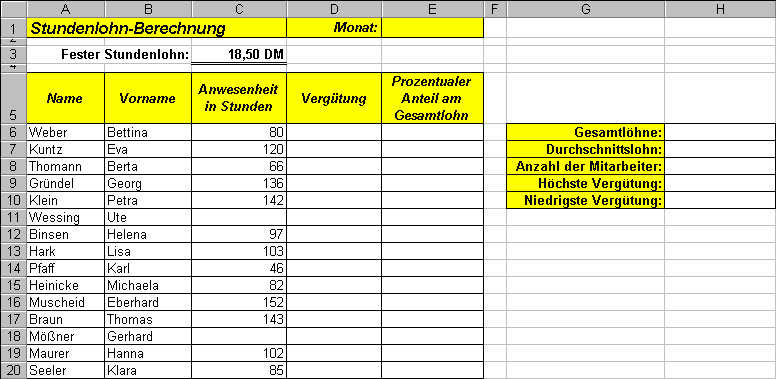 A B C D E F G H
1 Stundenlohn-Berechnung Monat:
2
3 Fester Stundenlohn: 18,50 DM
4
5 Name Vorname Anwesenheit in Stunden Vergütung Prozentualer Anteil am Gesamtlohn
6 Weber Bettina 80 Gesamtlöhne:
7 Kuntz Eva 120 Durchschnittslohn:
8 Thomann Berta 66 Anzahl der Mitarbeiter:
9 Gründel Georg 136 Höchste Vergütung:
10 Klein Petra 142 Niedrigste Vergütung:
11 Wessing Ute
12 Binsen Helena 97
13 Hark Lisa 103
14 Pfaff Karl 46
15 Heinicke Michaela 82
16 Muscheid Eberhard 152
17 Braun Thomas 143
18 Mößner Gerhard
19 Maurer Hanna 102
20 Seeler Klara 85